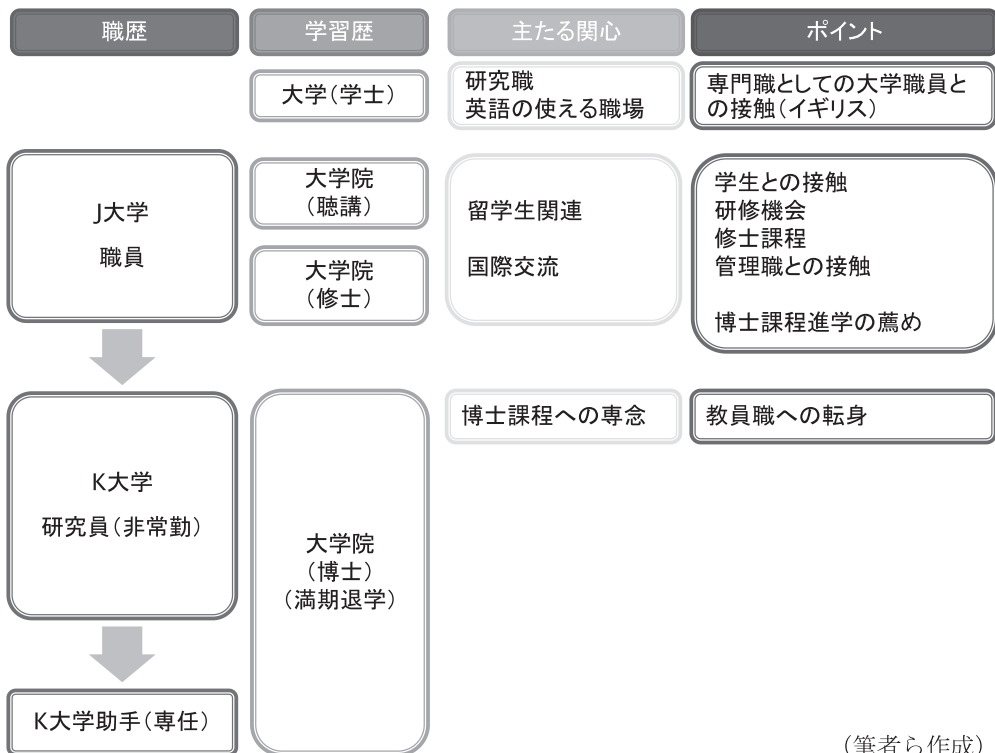 職歴
学習歴
主たる関心
ポイント
大学（学士）
研究職
英語の使える職場
専門職としての大学職員と
の接触（イギリス）
J大学
職員
大学院
（聴講）
大学院
（修士）
留学生関連
国際交流
学生との接触
研修機会
修士課程
管理職との接触
博士課程進学の薦め
K大学
研究員（非常勤）
大学院
（博士）
（満期退学）
博士課程への専念
教員職への転身
K大学助手（専任）
（筆者ら作成）